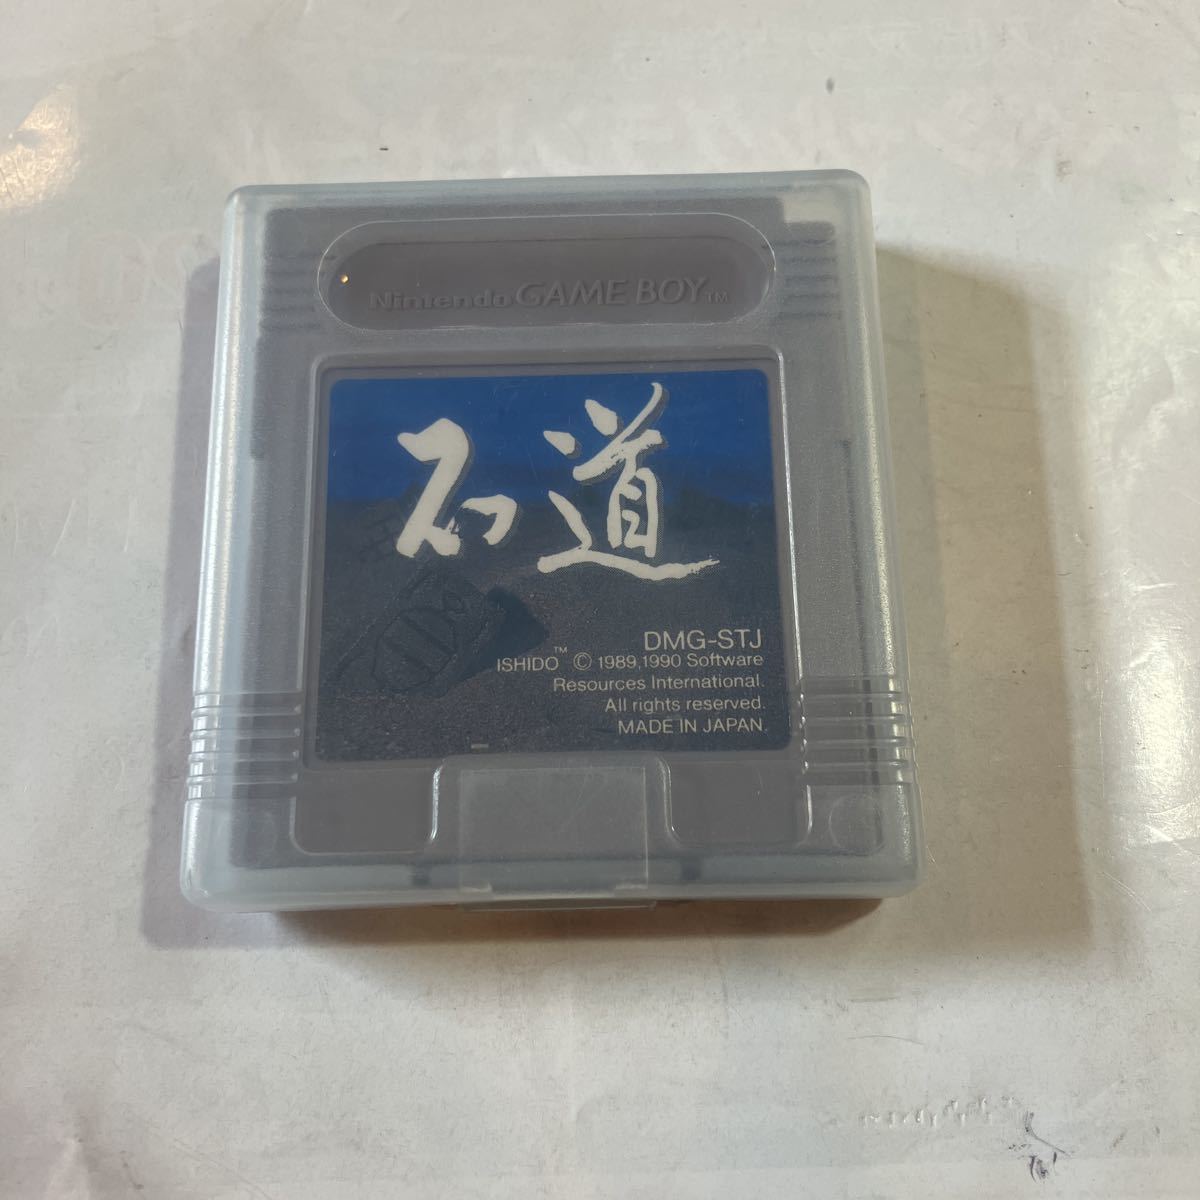 Nintendo GAME BOY™
石道
DMG-STJ
ISHIDO™ © 1989,1990 Software
Resources International.
All rights reserved.
MADE IN JAPAN.